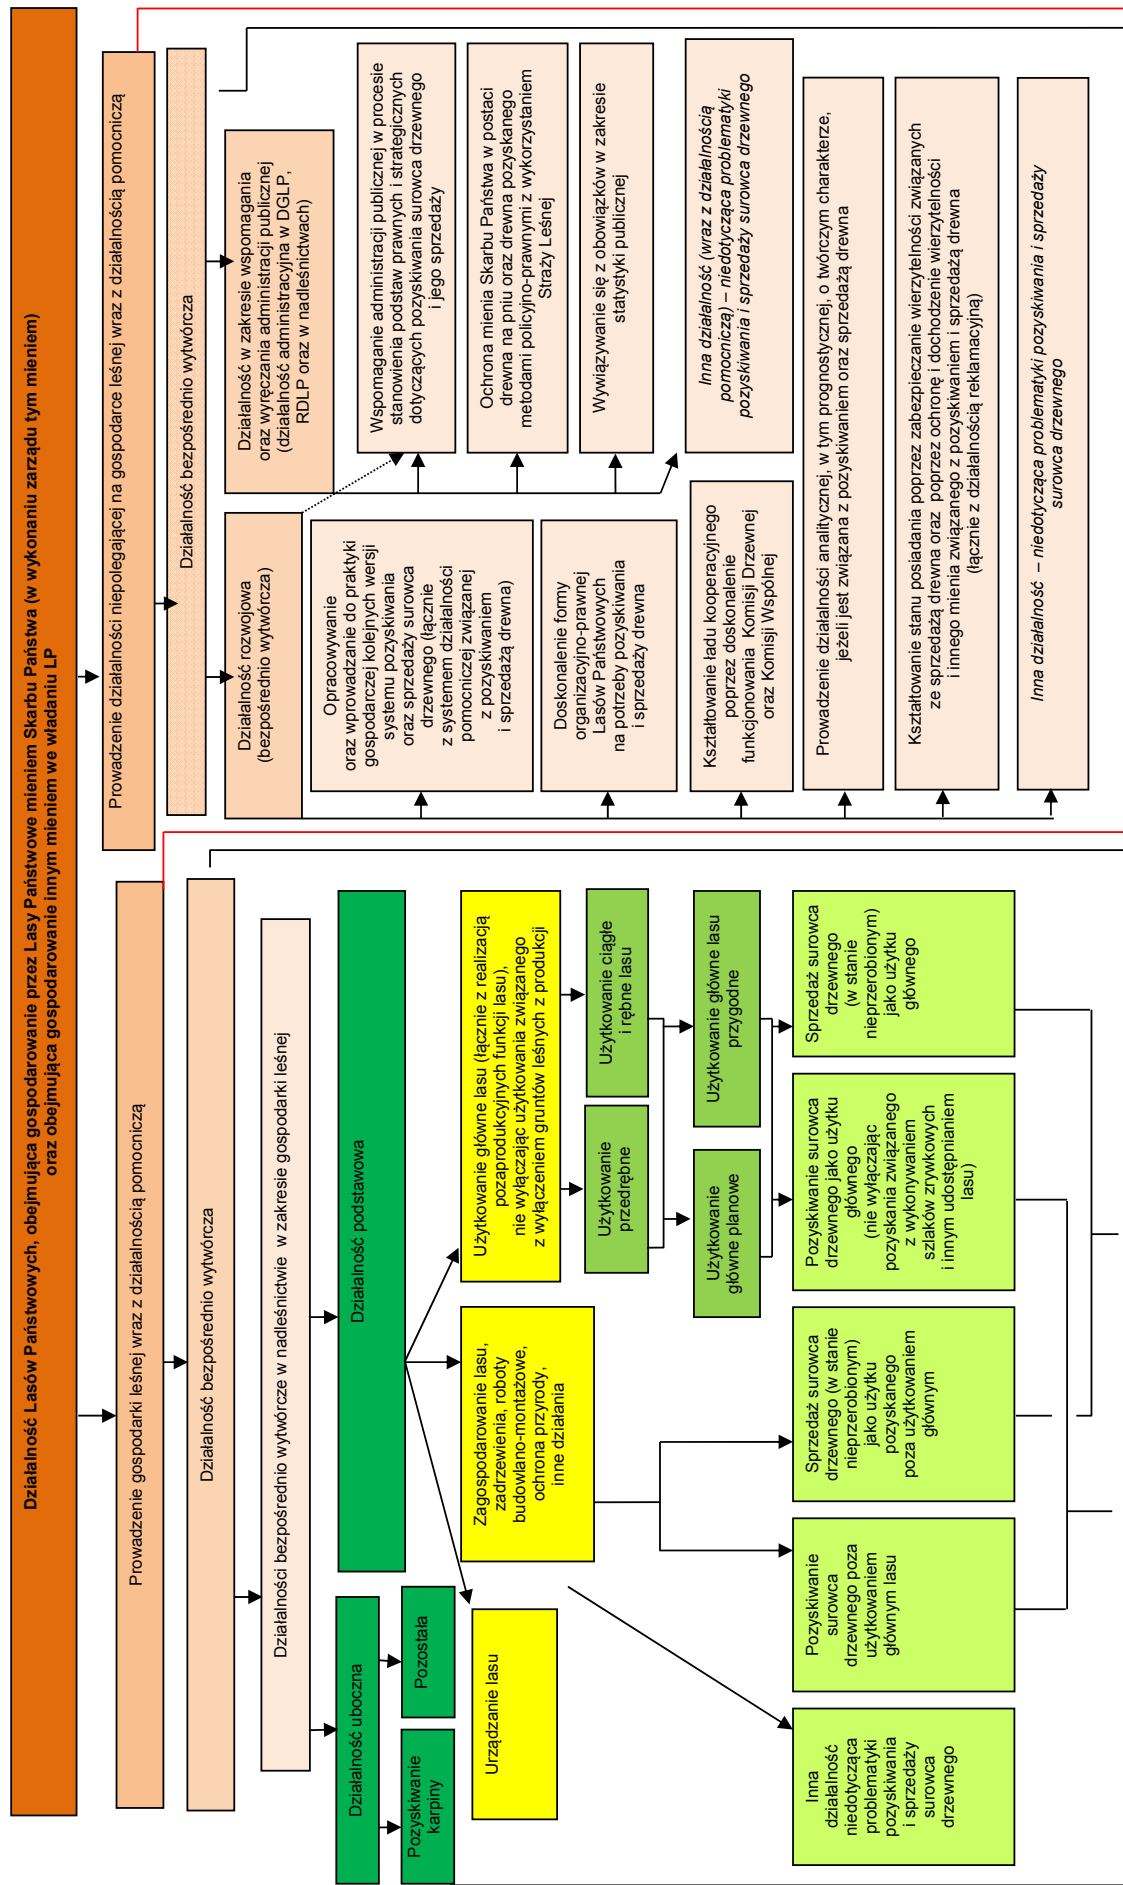 Działalność Lasów Państwowych, obejmująca gospodarowanie przez Lasy Państwowe mieniem Skarbu Państwa (w wykonaniu zarządu tym mieniem)
oraz obejmująca gospodarowanie innym mieniem we władaniu LP
Prowadzenie gospodarki leśnej wraz z działalnością pomocniczą
Działalność bezpośrednio wytwórcza
Działalności bezpośrednio wytwórcze w nadleśnictwie w zakresie gospodarki leśnej
Działalność uboczna
Działalność podstawowa
Pozyskiwanie
karpiny
Pozostała
Urządzanie lasu
Zagospodarowanie lasu,
zadrzewienia, roboty
budowlano-montażowe,
ochrona przyrody,
inne działania
Użytkowanie główne lasu (łącznie z realizacją
pozaprodukcyjnych funkcji lasu),
nie wyłączając użytkowania związanego
z wyłączeniem gruntów leśnych z produkcji
Użytkowanie
przedrębne
Użytkowanie ciągłe
i rębne lasu
Użytkowanie
główne planowe
Użytkowanie główne lasu
przygodne
Inna
działalność
niedotycząca
problematyki
pozyskiwania
i sprzedaży
surowca
drzewnego
Pozyskiwanie
surowca
drzewnego poza
użytkowaniem
głównym lasu
Sprzedaż surowca
drzewnego (w stanie
nieprzerobionym)
jako użytku
pozyskanego
poza użytkowaniem
głównym
Pozyskiwanie surowca
drzewnego jako użytku
głównego
(nie wyłączając
pozyskania związanego
z wykonywaniem
szlaków zrywkowych
i innym udostępnianiem
lasu)
Sprzedaż surowca
drzewnego
(w stanie
nieprzerobionym)
jako użytku
głównego
Prowadzenie działalności niepolegającej na gospodarce leśnej wraz z działalnością pomocniczą
Działalność bezpośrednio wytwórcza
Działalność rozwojowa
(bezpośrednio wytwórcza)
Działalność w zakresie wspomagania
oraz wyręczania administracji publicznej
(działalność administracyjna w DGLP,
RDLP oraz w nadleśnictwach)
Opracowywanie
oraz wprowadzanie do praktyki
gospodarczej kolejnych wersji
systemu pozyskiwania
oraz sprzedaży surowca
drzewnego (łącznie
z systemem działalności
pomocniczej związanej
z pozyskiwaniem
i sprzedażą drewna)
Doskonalenie formy
organizacyjno-prawnej
Lasów Państwowych
na potrzeby pozyskiwania
i sprzedaży drewna
Kształtowanie ładu kooperacyjnego
poprzez doskonalenie
funkcjonowania Komisji Drzewnej
oraz Komisji Wspólnej
Wspomaganie administracji publicznej w procesie
stanowienia podstaw prawnych i strategicznych
dotyczących pozyskiwania surowca drzewnego
i jego sprzedaży
Ochrona mienia Skarbu Państwa w postaci
drewna na pniu oraz drewna pozyskanego
metodami policyjno-prawnymi z wykorzystaniem
Straży Leśnej
Wywiązywanie się z obowiązków w zakresie
statystyki publicznej
Inna działalność (wraz z działalnością
pomocniczą) – niedotycząca problematyki
pozyskiwania i sprzedaży surowca drzewnego
Prowadzenie działalności analitycznej, w tym prognostycznej, o twórczym charakterze,
jeżeli jest związana z pozyskiwaniem oraz sprzedażą drewna
Kształtowanie stanu posiadania poprzez zabezpieczanie wierzytelności związanych
ze sprzedażą drewna oraz poprzez ochronę i dochodzenie wierzytelności
i innego mienia związanego z pozyskiwaniem i sprzedażą drewna
(łącznie z działalnością reklamacyjną)
Inna działalność – niedotycząca problematyki pozyskiwania i sprzedaży
surowca drzewnego